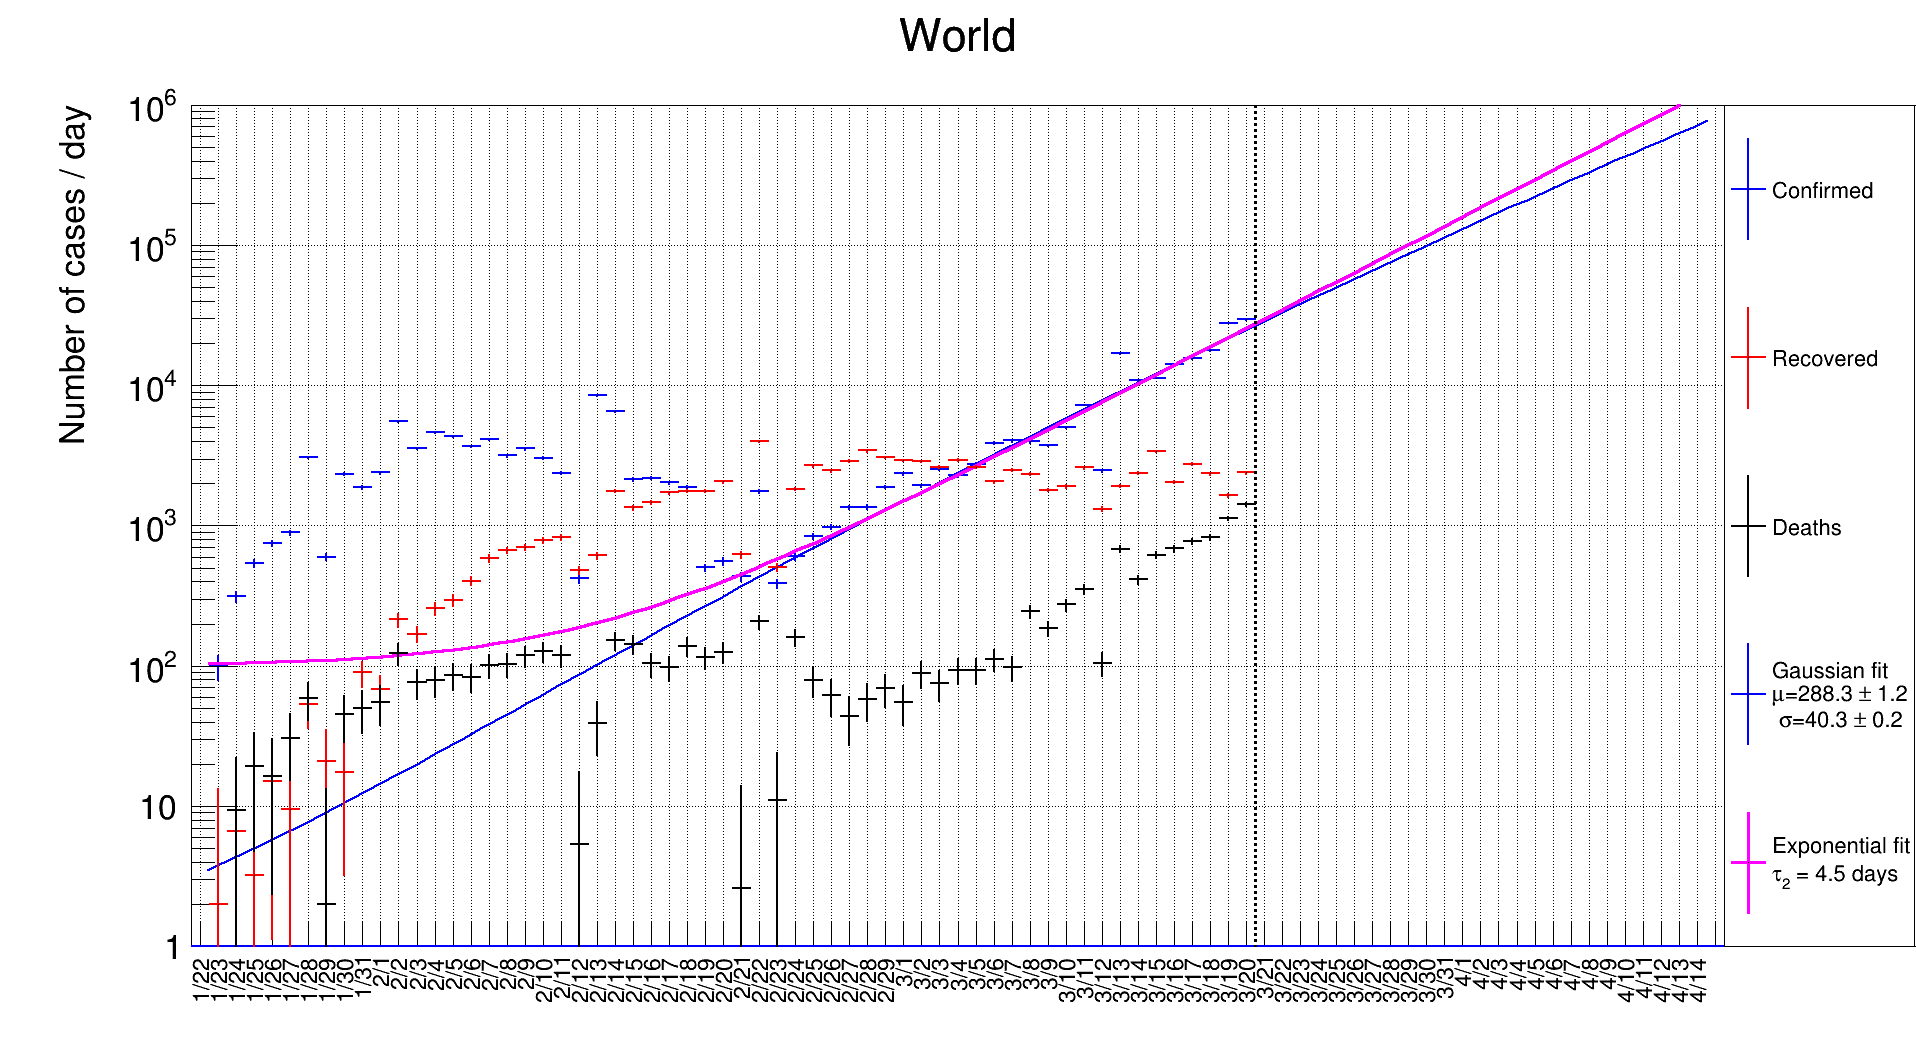 World
Number of cases / day
10^6
10^5
10^4
10^3
10^2
10
1
1/22 1/23 1/24 1/25 1/26 1/27 1/28 1/29 1/30 1/31 2/1 2/2 2/3 2/4 2/5 2/6 2/7 2/8 2/9 2/10 2/11 2/12 2/13 2/14 2/15 2/16 2/17 2/18 2/19 2/20 2/21 2/22 2/23 2/24 2/25 2/26 2/27 2/28 2/29 3/1 3/2 3/3 3/4 3/5 3/6 3/7 3/8 3/9 3/10 3/11 3/12 3/13 3/14 3/15 3/16 3/17 3/18 3/19 3/20 3/21 3/22 3/23 3/24 3/25 3/26 3/27 3/28 3/29 3/30 3/31 4/1 4/2 4/3 4/4 4/5 4/6 4/7 4/8 4/9 4/10 4/11 4/12 4/13 4/14
Confirmed
Recovered
Deaths
Gaussian fit
μ=288.3 ± 1.2
σ=40.3 ± 0.2
Exponential fit
τ₂ = 4.5 days